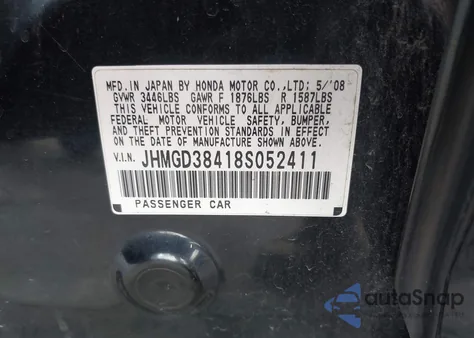 MFD. IN JAPAN BY HONDA MOTOR CO.,LTD: 5/'08
GVWR 3446LBS GAWR F 1876LBS R 1587LBS
THIS VEHICLE CONFORMS TO ALL APPLICABLE
FEDERAL MOTOR VEHICLE SAFETY, BUMPER,
AND THEFT PREVENTION STANDARDS IN EFFECT
ON THE DATE OF MANUFACTURE SHOWN ABOVE.
V.I.N. JHMGD38418S052411
PASSENGER CAR
autoSnap